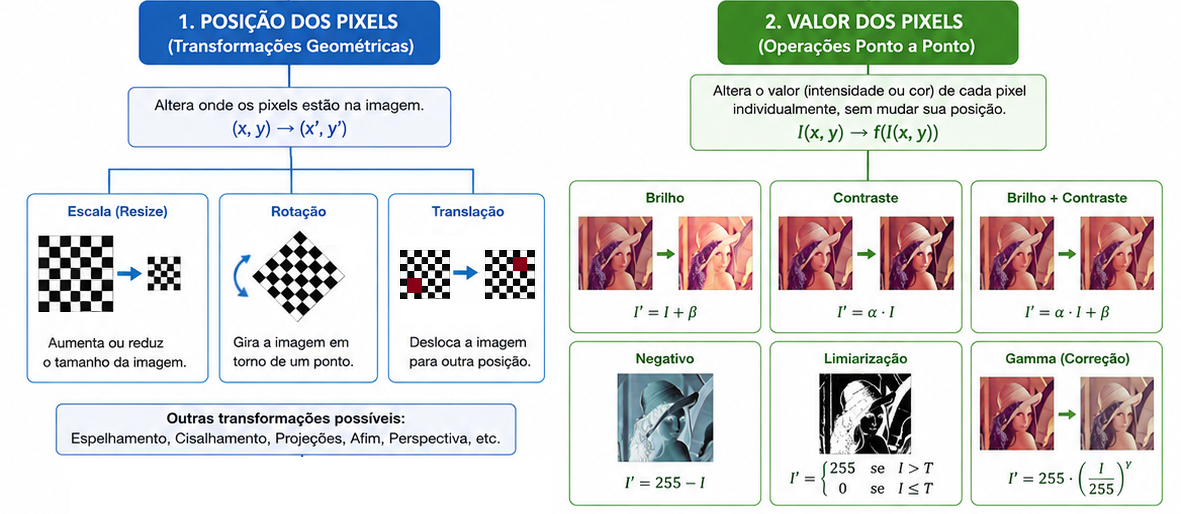 1. POSIÇÃO DOS PIXELS
(Transformações Geométricas)
Altera onde os pixels estão na imagem.
(x, y) → (x’, y’)
Escala (Resize)
Aumenta ou reduz
o tamanho da imagem.
Rotação
Gira a imagem em
torno de um ponto.
Translação
Desloca a imagem
para outra posição.
Outras transformações possíveis:
Espelhamento, Cisalhamento, Projeções, Afim, Perspectiva, etc.
2. VALOR DOS PIXELS
(Operações Ponto a Ponto)
Altera o valor (intensidade ou cor) de cada pixel
individualmente, sem mudar sua posição.
I(x, y) → f(I(x, y))
Brilho
I′ = I + β
Contraste
I′ = α · I
Brilho + Contraste
I′ = α · I + β
Negativo
I′ = 255 − I
Limiarização
I′ = { 255 se I > T
0 se I ≤ T
Gamma (Correção)
I′ = 255 · (I / 255)^γ